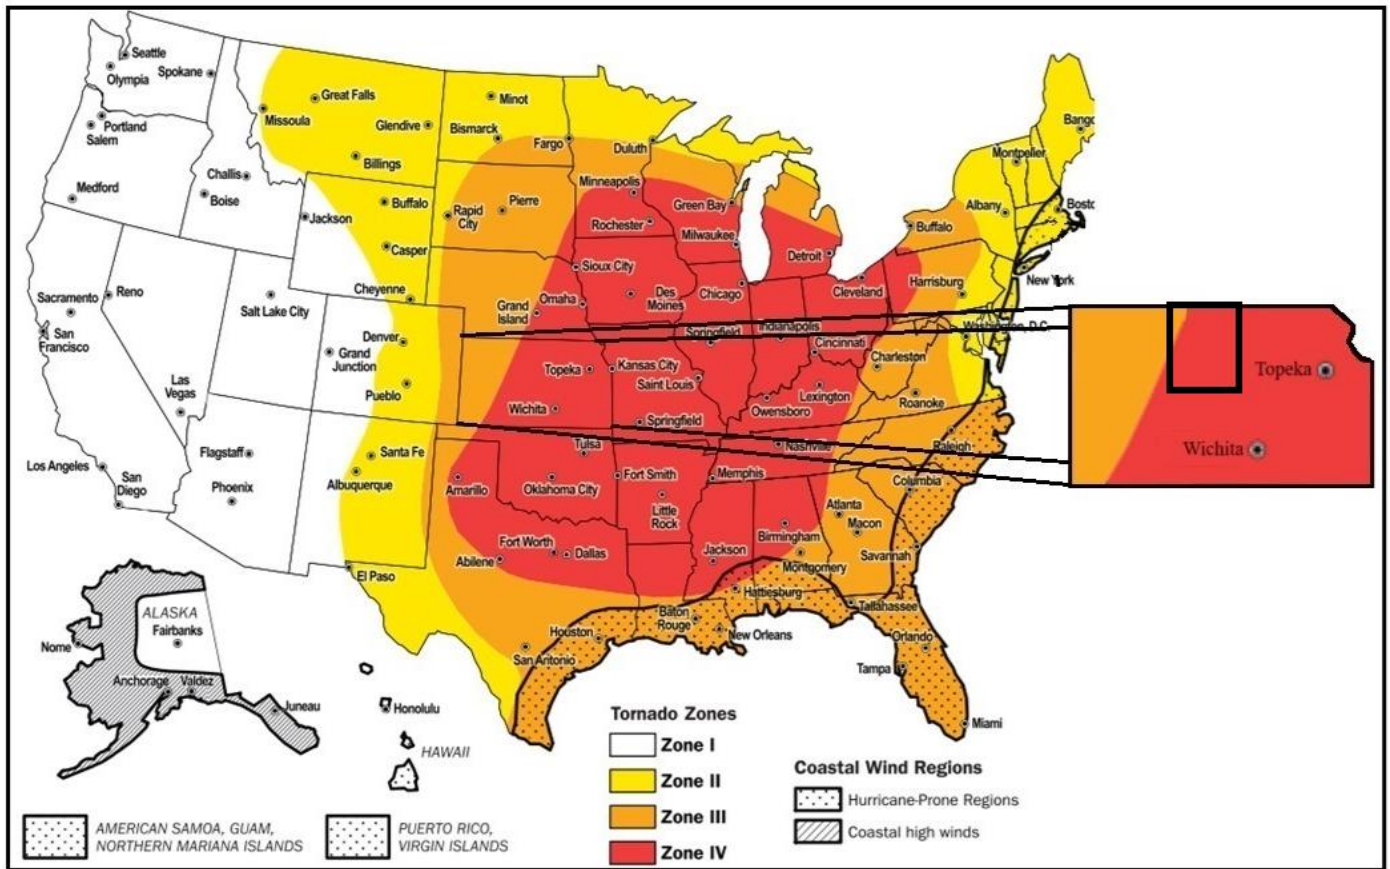 Seattle
Olympia
Spokane
Portland
Salem
Medford
Challis
Boise
Missoula
Great Falls
Glendive
Billings
Minot
Bismarck
Fargo
Duluth
Minneapolis
Rochester
Green Bay
Milwaukee
Montpelier
Albany
Buffalo
Harrisburg
New York
Jackson
Buffalo
Casper
Cheyenne
Rapid
City
Pierre
Sioux City
Omaha
Des
Moines
Grand
Island
Chicago
Detroit
Cleveland
Sacramento
San
Francisco
Reno
Salt Lake City
Las
Vegas
Denver
Grand
Junction
Pueblo
Topeka
Kansas City
Saint Louis
Springfield
Indianapolis
Cincinnati
Washington, D.C.
Charleston
Roanoke
Lexington
Owensboro
Wichita
Springfield
Tulsa
Nashville
Raleigh
Topeka
Wichita
Los Angeles
San
Diego
Flagstaff
Phoenix
Santa Fe
Albuquerque
Amarillo
Oklahoma City
Fort Smith
Little
Rock
Memphis
Columbia
Atlanta
Macon
Birmingham
Savannah
Fort Worth
Dallas
Abilene
El Paso
Jackson
Montgomery
Hattiesburg
Tallahassee
Baton
Rouge
New Orleans
Houston
San Antonio
Orlando
Tampa
Miami
ALASKA
Fairbanks
Nome
Anchorage
Valdez
Juneau
Honolulu
HAWAII
Tornado Zones
Zone I
Zone II
Zone III
Zone IV
Coastal Wind Regions
Hurricane-Prone Regions
Coastal high winds
AMERICAN SAMOA, GUAM,
NORTHERN MARIANA ISLANDS
PUERTO RICO,
VIRGIN ISLANDS